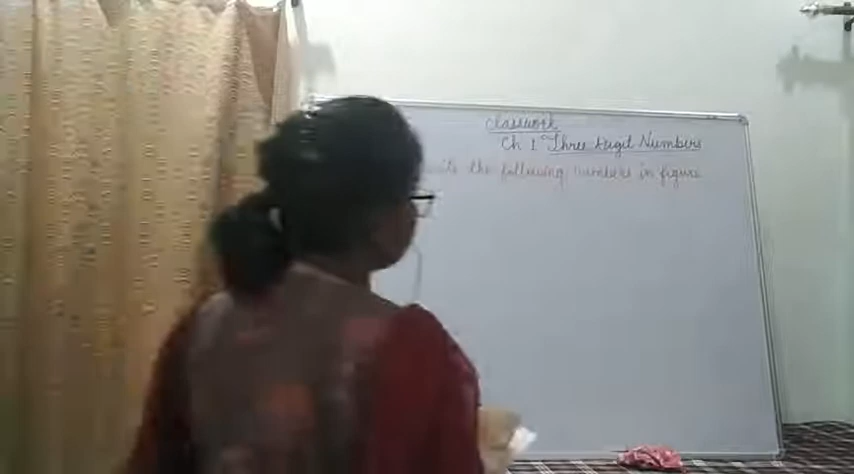 Classwork
Ch 1 Three Digit Numbers
the following numbers in figure